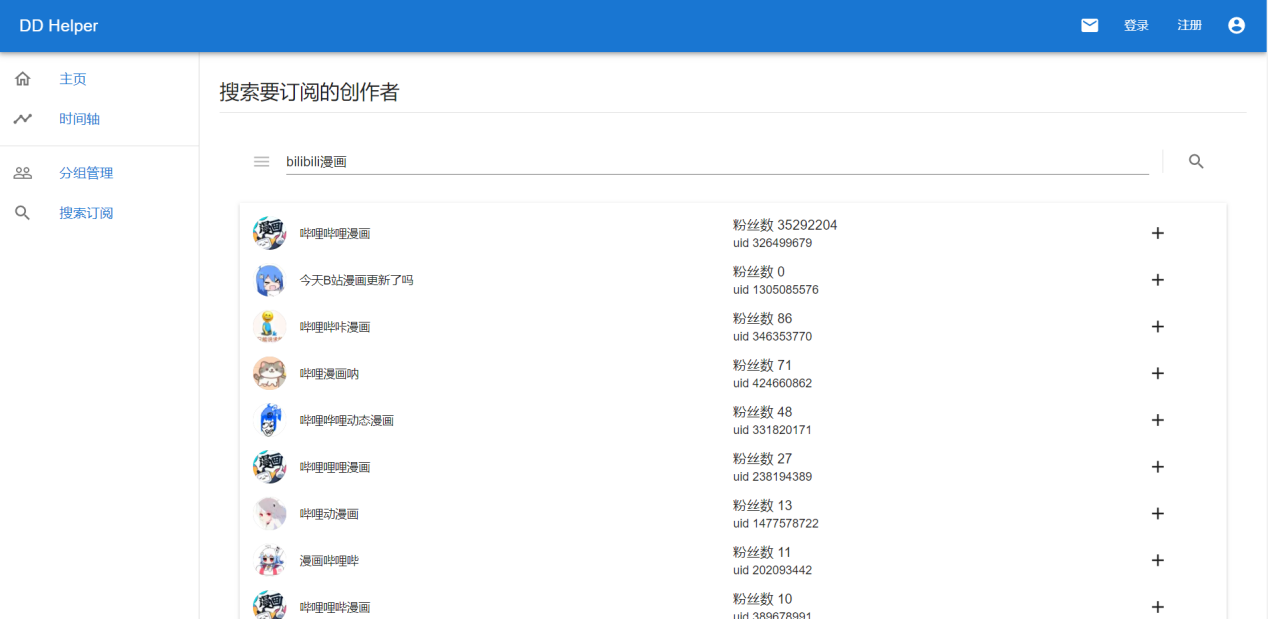 DD Helper
登录
注册
主页
时间轴
分组管理
搜索订阅
搜索要订阅的创作者
bilibili漫画
哔哩哔哩漫画
粉丝数 35292204
uid 326499679
今天B站漫画更新了吗
粉丝数 0
uid 1305085576
哔哩哔咔漫画
粉丝数 86
uid 346353770
哔哩漫画呐
粉丝数 71
uid 424660862
哔哩哗哩动态漫画
粉丝数 48
uid 331820171
哔哩哩哩漫画
粉丝数 27
uid 238194389
哔哩动漫画
粉丝数 13
uid 1477578722
漫画哔哩哔
粉丝数 11
uid 202093442
哔哩哩哔漫画
粉丝数 10
uid 389678991